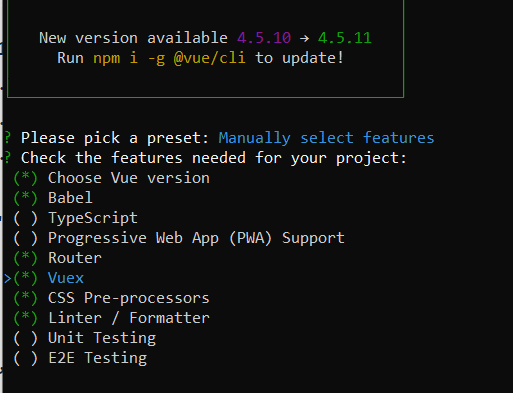 New version available 4.5.10 → 4.5.11
Run npm i -g @vue/cli to update!
? Please pick a preset: Manually select features
? Check the features needed for your project:
(*) Choose Vue version
(*) Babel
( ) TypeScript
( ) Progressive Web App (PWA) Support
(*) Router
>(*) Vuex
(*) CSS Pre-processors
(*) Linter / Formatter
( ) Unit Testing
( ) E2E Testing